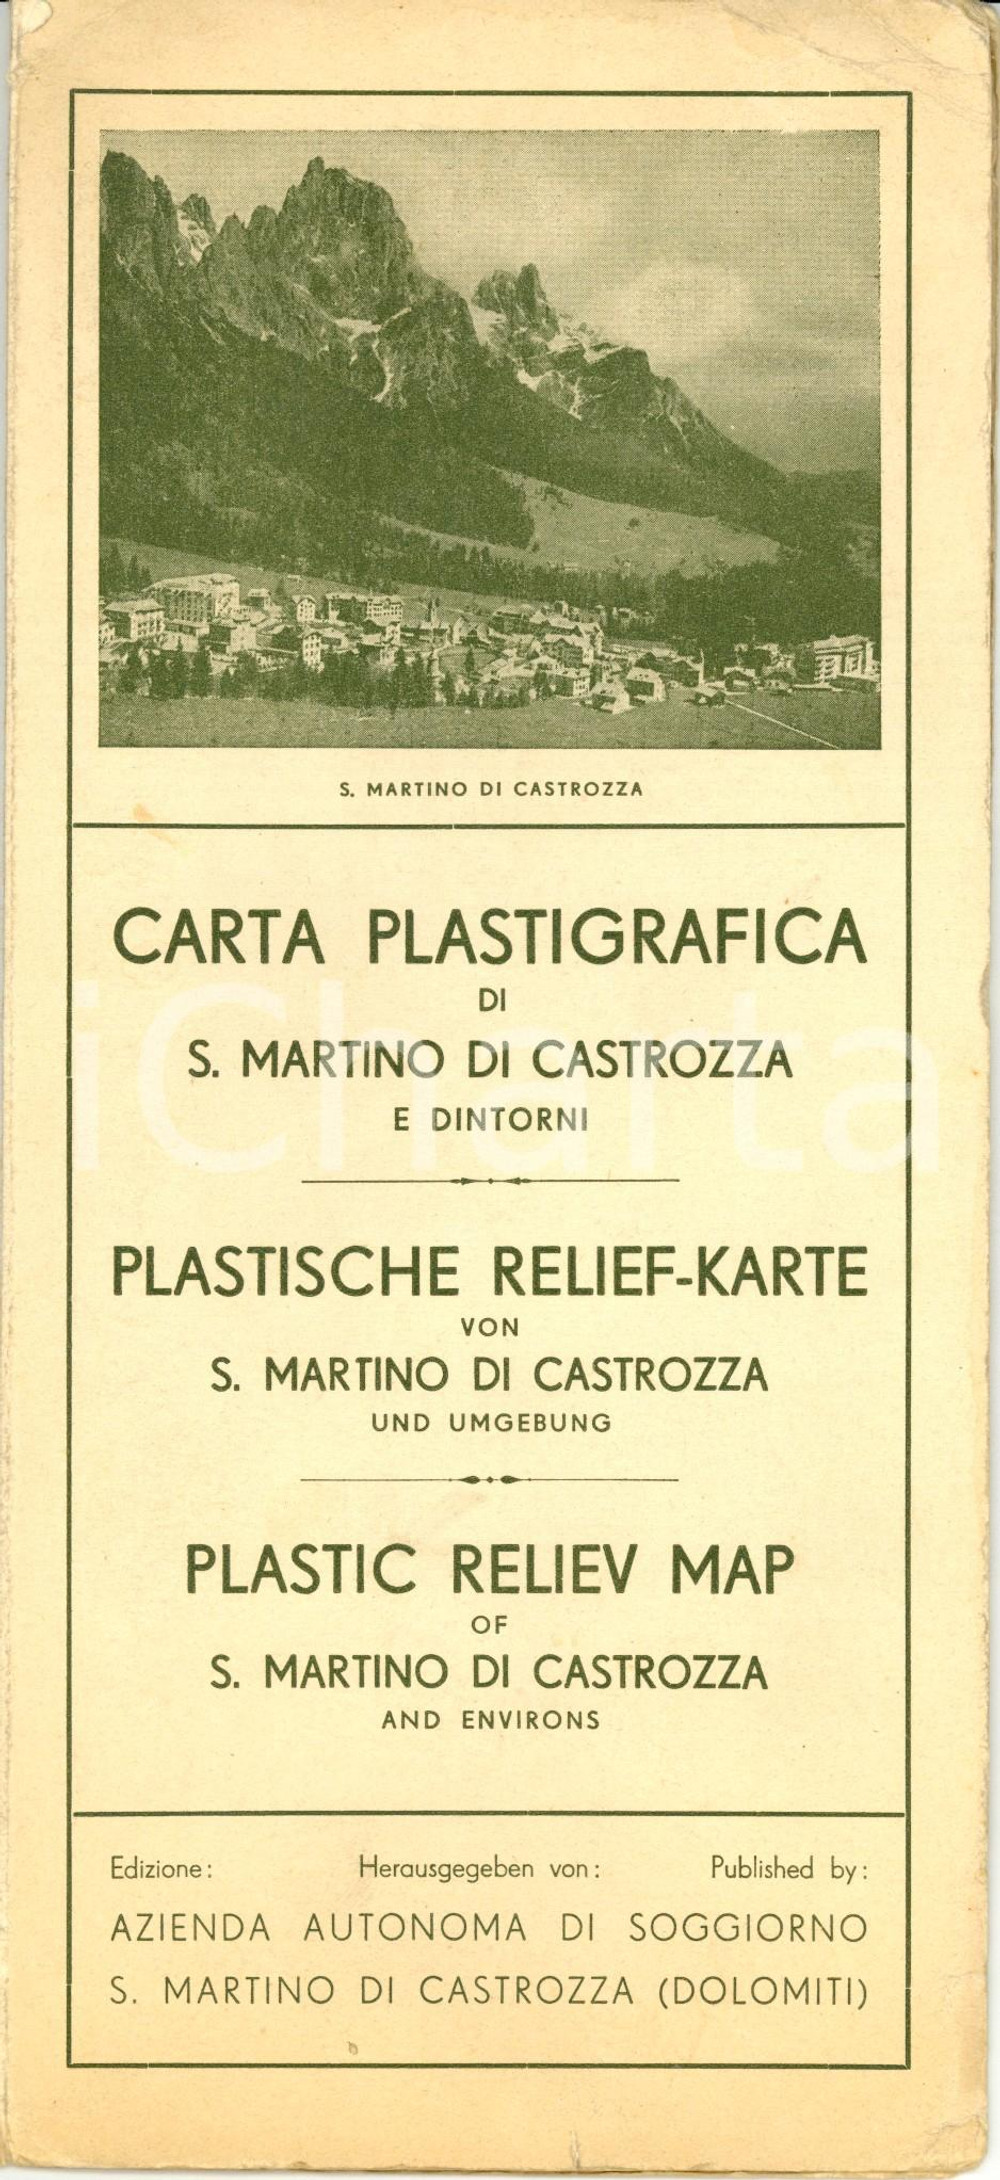 S. MARTINO DI CASTROZZA
CARTA PLASTIGRAFICA
DI
S. MARTINO DI CASTROZZA
E DINTORNI
iCharta
PLASTISCHE RELIEF-KARTE
VON
S. MARTINO DI CASTROZZA
UND UMGEBUNG
PLASTIC RELIEV MAP
OF
S. MARTINO DI CASTROZZA
AND ENVIRONS
Edizione: Herausgegeben von: Published by:
AZIENDA AUTONOMA DI SOGGIORNO
S. MARTINO DI CASTROZZA (DOLOMITI)